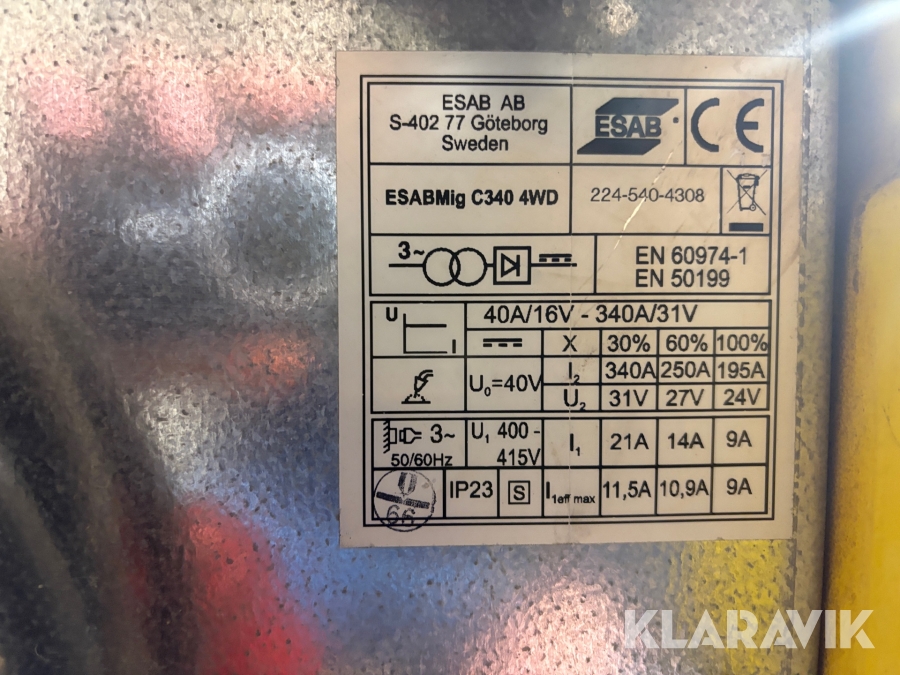 ESAB AB
S-402 77 Göteborg
Sweden
ESAB
CE
ESABMig C340 4WD
224-540-4308
3~
EN 60974-1
EN 50199
U
I
40A/16V - 340A/31V
X 30% 60% 100%
U₀=40V
I₂ 340A 250A 195A
U₂ 31V 27V 24V
3~
50/60Hz
U₁ 400 -
415V
I₁ 21A 14A 9A
IP23
S
I₁eff max 11,5A 10,9A 9A
KLARAVIK